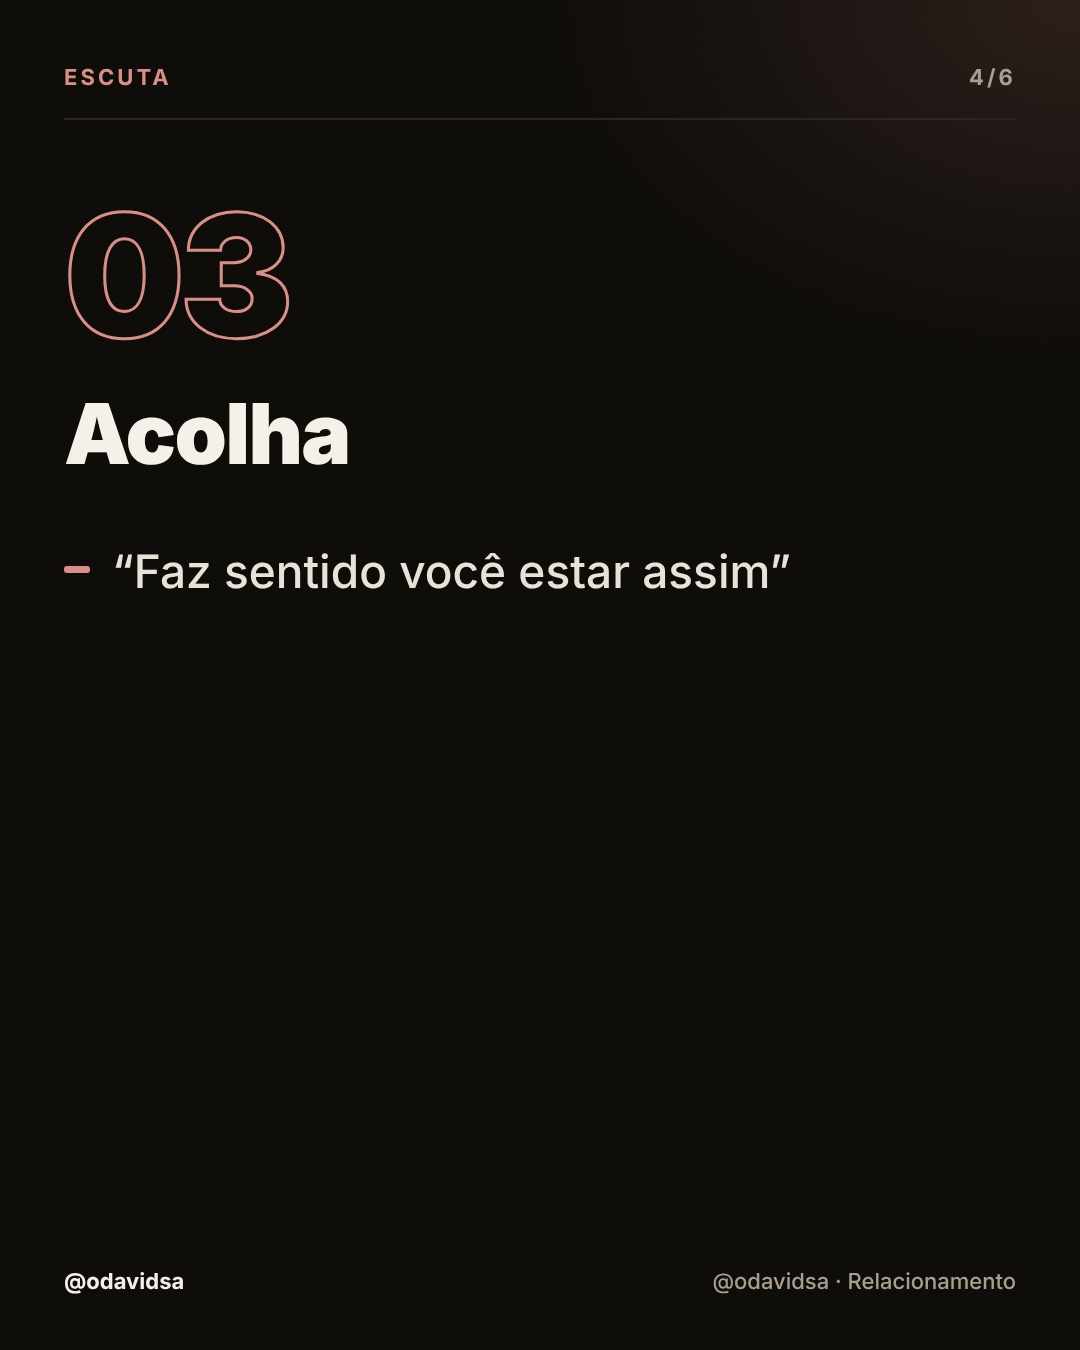 ESCUTA
4/6
03
Acolha
“Faz sentido você estar assim”
@odavidsa
@odavidsa · Relacionamento